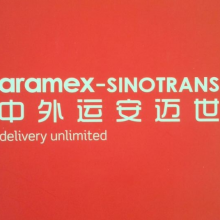 aramex-SINOTRANS
中外运安迈世
delivery unlimited